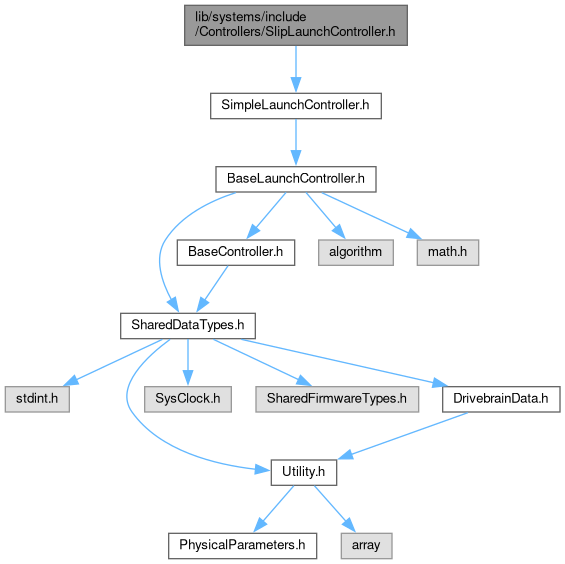 lib/systems/include
/Controllers/SlipLaunchController.h
SimpleLaunchController.h
BaseLaunchController.h
BaseController.h
algorithm
math.h
SharedDataTypes.h
stdint.h
SysClock.h
SharedFirmwareTypes.h
DrivebrainData.h
Utility.h
PhysicalParameters.h
array